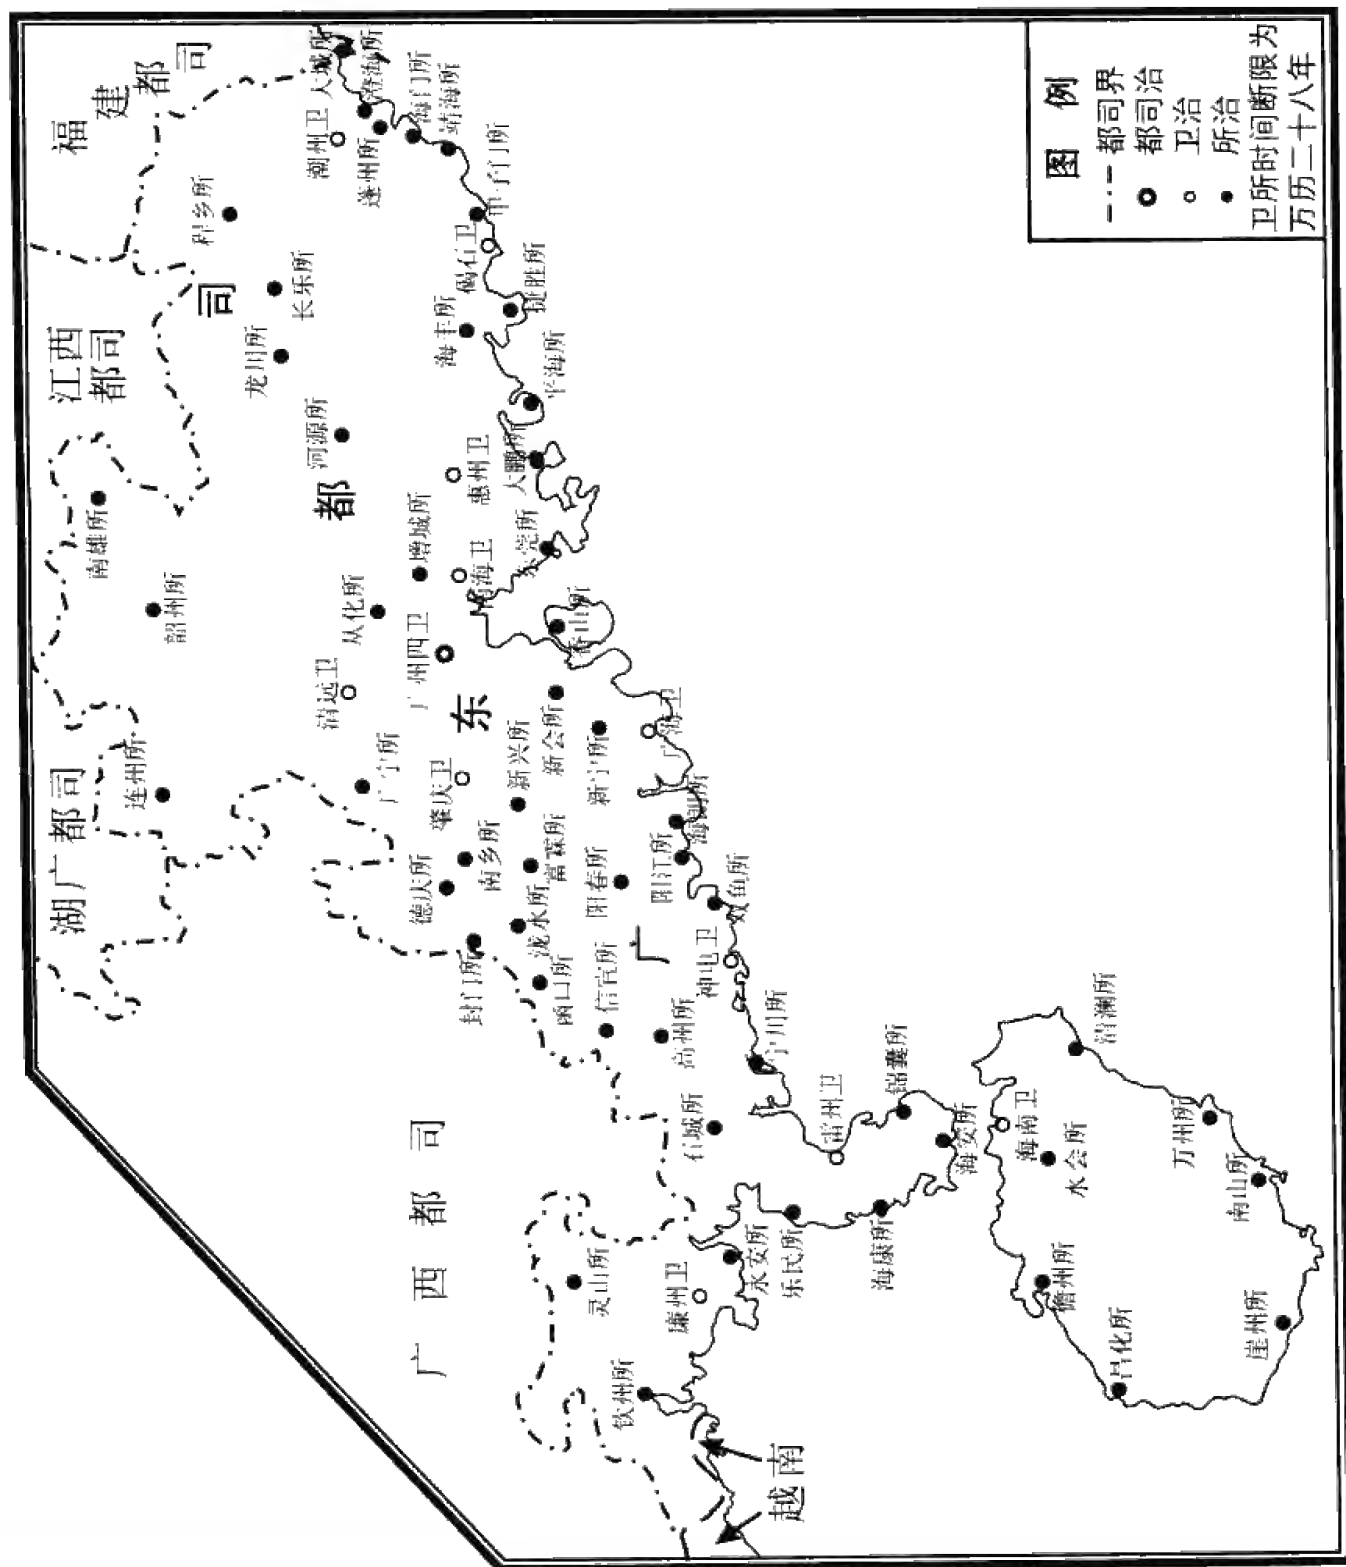 福建都司
江西
都司
湖广都司
广西都司
广东都司
越南
大城所
澄海所
潮州卫
蓬州所
海门所
靖海所
程乡所
甲子门所
碣石卫
长乐所
捷胜所
海丰所
龙川所
平海所
河源所
惠州卫
大鹏所
南雄所
增城所
南海卫
东莞所
韶州所
从化所
香山所
清远卫
广州四卫
新会所
新宁所
广海卫
连州所
广宁所
肇庆卫
新兴所
海朗所
德庆所
南乡所
富霖所
阳春所
阳江所
双鱼所
泷水所
封门所
函口所
信宜所
神电卫
高州所
宁川所
石城所
雷州卫
锦囊所
海安所
灵山所
廉州卫
永安所
乐民所
海康所
钦州所
清澜所
海南卫
水会所
万州所
南山所
儋州所
昌化所
崖州所
图例
都司界
都司治
卫治
所治
卫所时间断限为
万历二十八年